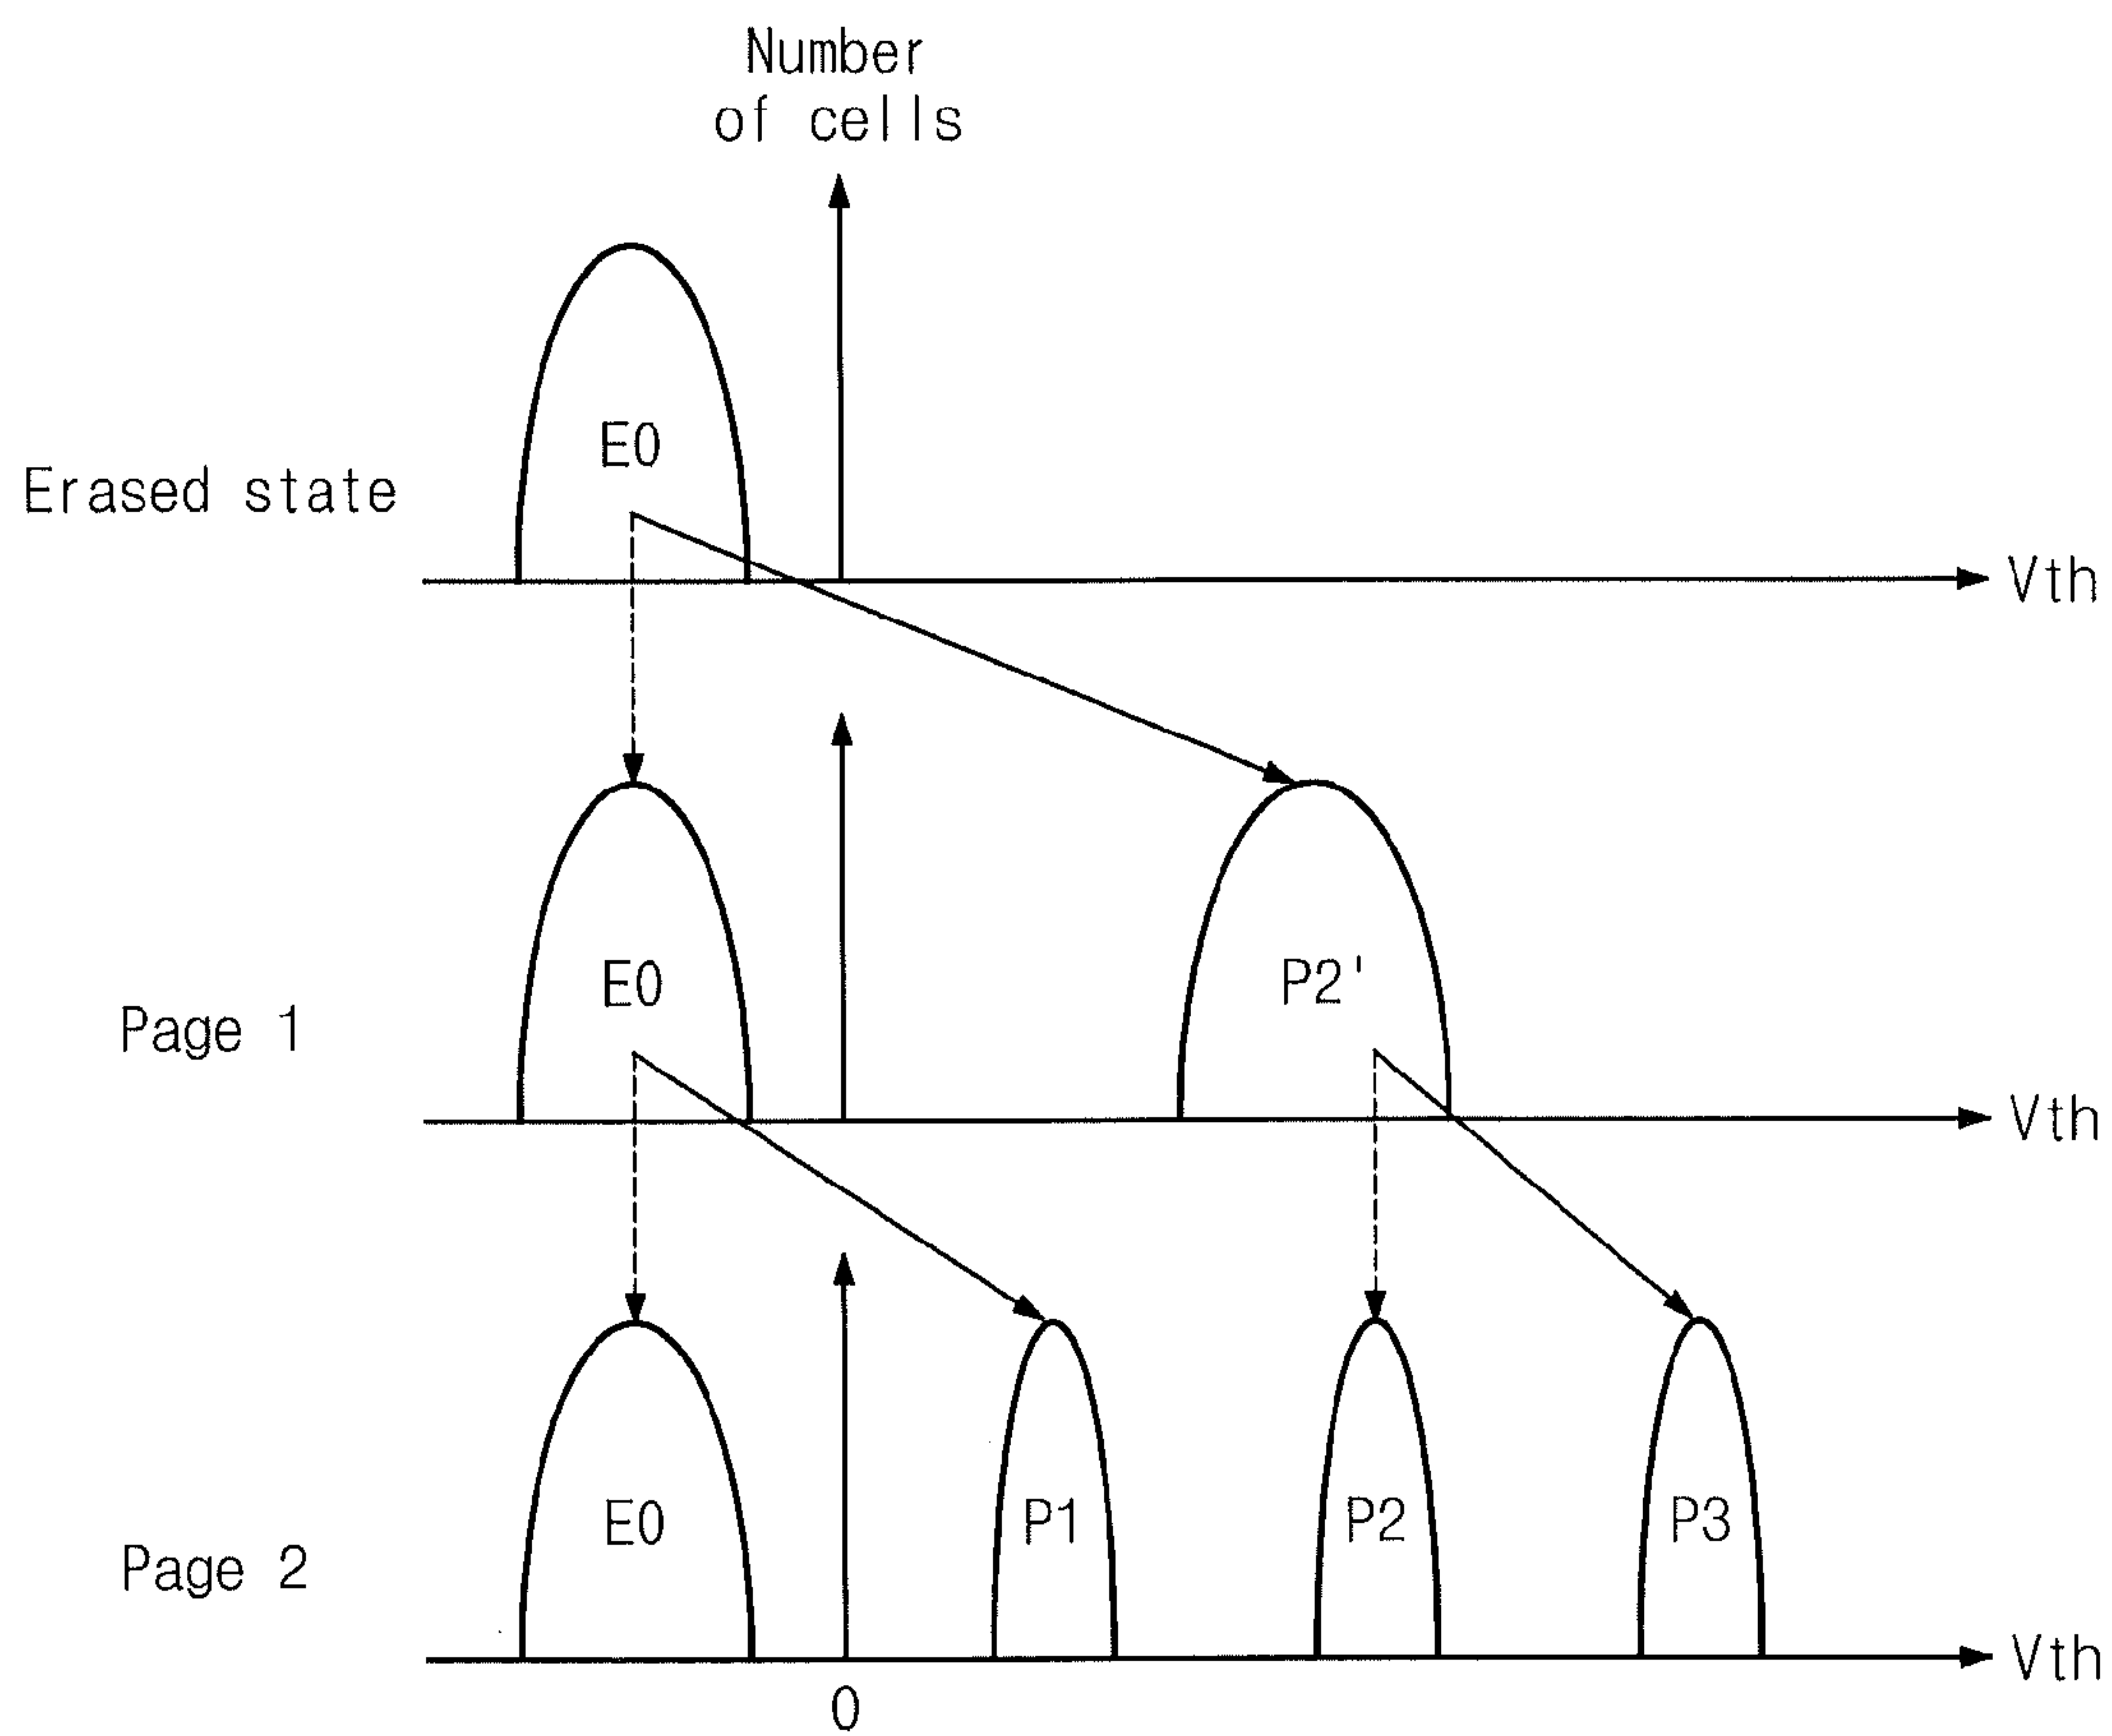 Number
of cells
E0
Erased state
Vth
E0
P2'
Page 1
Vth
E0
P1
P2
P3
Page 2
Vth
0